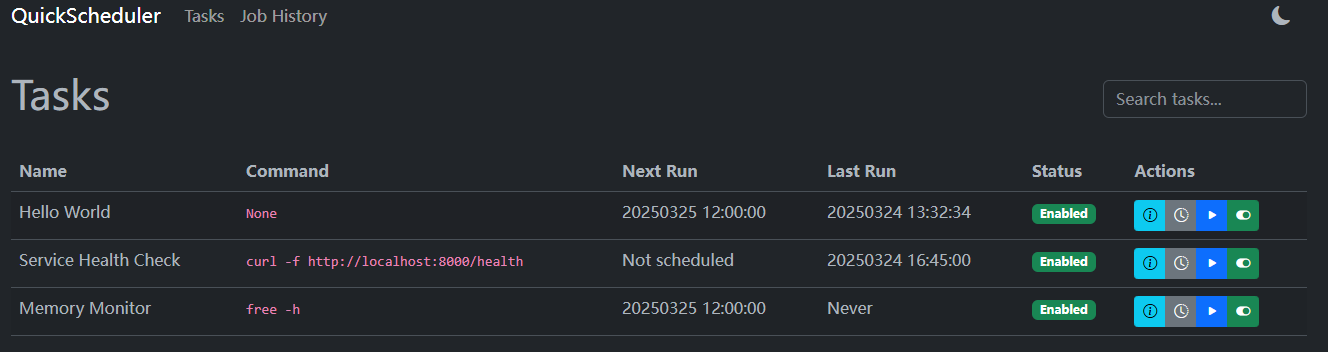 QuickScheduler Tasks Job History
Tasks
Search tasks...
Name Command Next Run Last Run Status Actions
Hello World None 20250325 12:00:00 20250324 13:32:34 Enabled
Service Health Check curl -f http://localhost:8000/health Not scheduled 20250324 16:45:00 Enabled
Memory Monitor free -h 20250325 12:00:00 Never Enabled